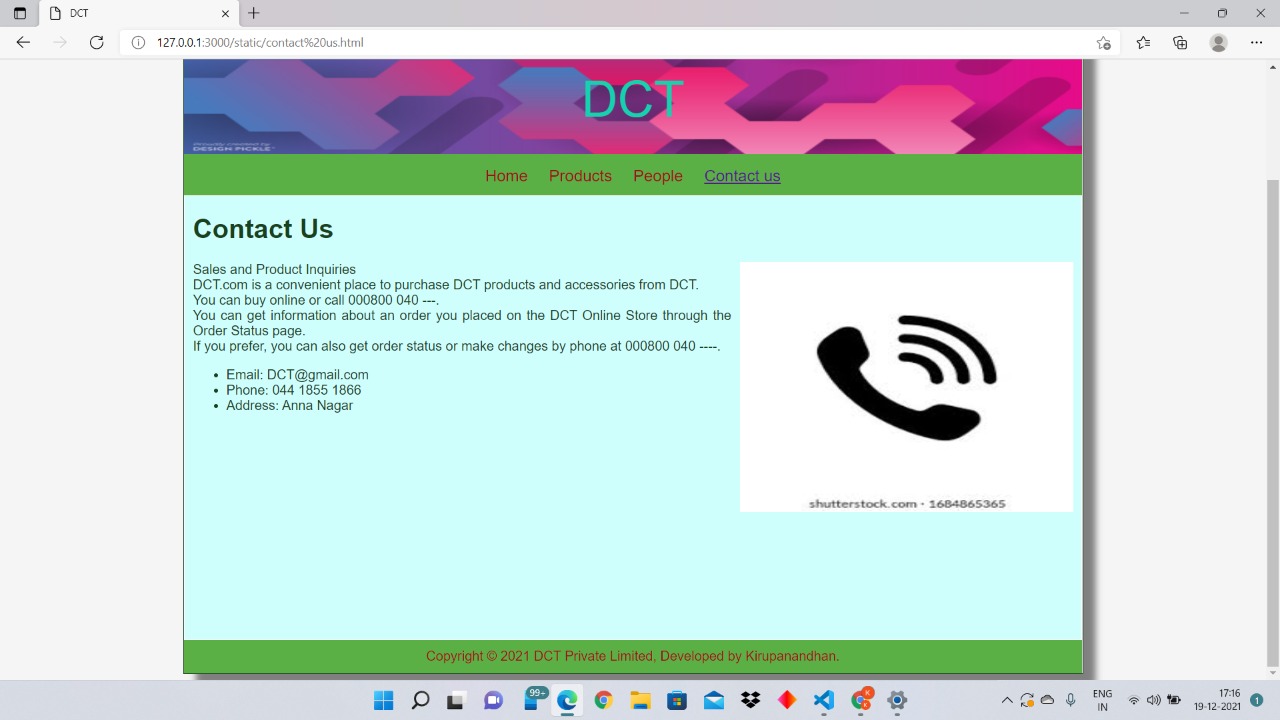 DCT
127.0.0.1:3000/static/contact%20us.html
DCT
Proudly created by
DESIGN PICKLE
Home Products People Contact us
Contact Us
Sales and Product Inquiries
DCT.com is a convenient place to purchase DCT products and accessories from DCT.
You can buy online or call 000800 040 ---.
You can get information about an order you placed on the DCT Online Store through the
Order Status page.
If you prefer, you can also get order status or make changes by phone at 000800 040 ----.
• Email: DCT@gmail.com
• Phone: 044 1855 1866
• Address: Anna Nagar
shutterstock.com · 1684865365
Copyright © 2021 DCT Private Limited, Developed by Kirupanandhan.
99+
K
K
ENG
IN
17:16
19-12-2021
1